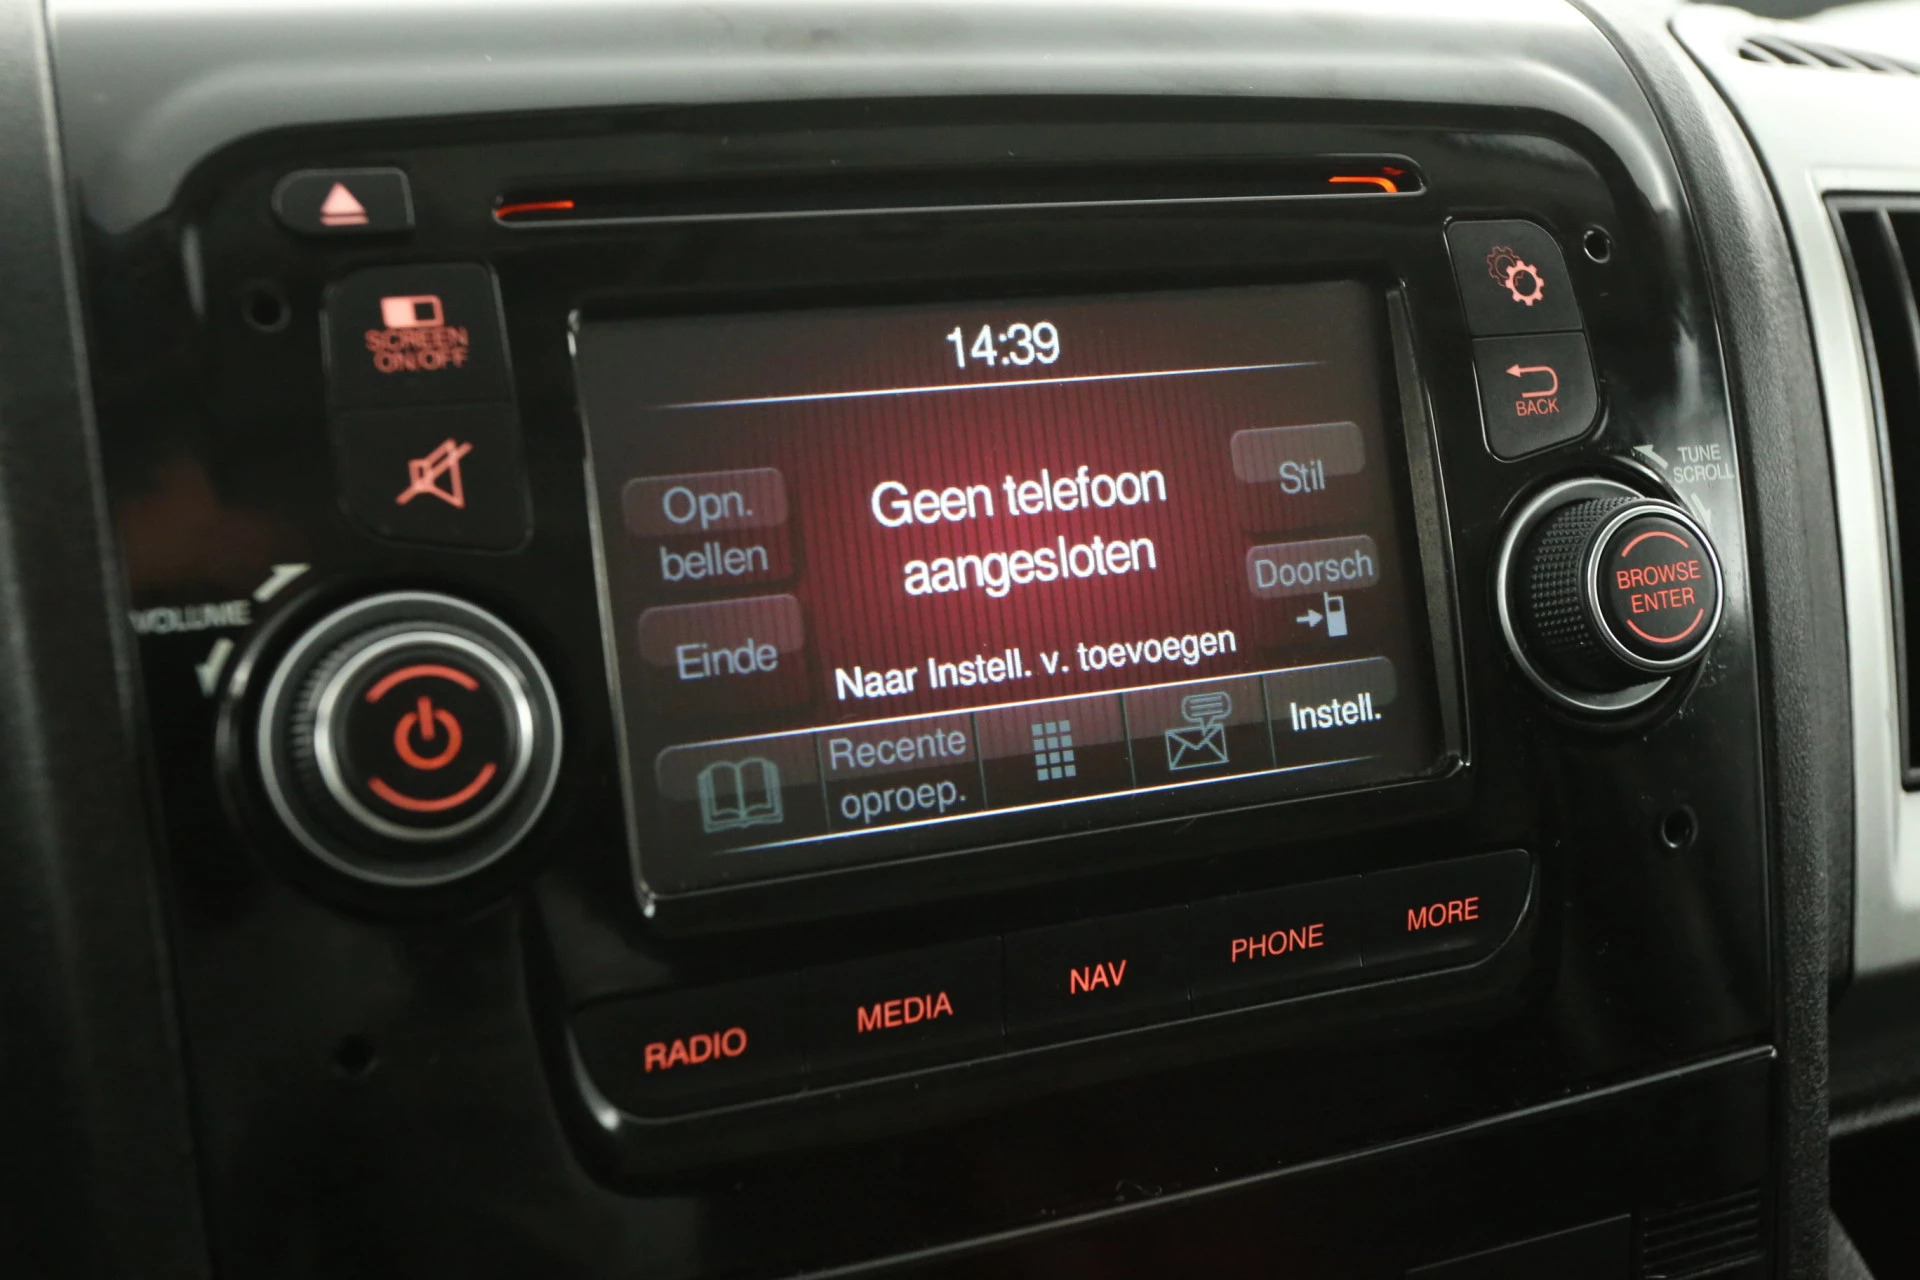 SCREEN
ON/OFF
VOLUME
14:39
Opn.
bellen
Einde
Geen telefoon
aangesloten
Naar Instell. v. toevoegen
Stil
Doorsch
Recente
oproep.
Instell.
BACK
TUNE
SCROLL
BROWSE
ENTER
RADIO
MEDIA
NAV
PHONE
MORE